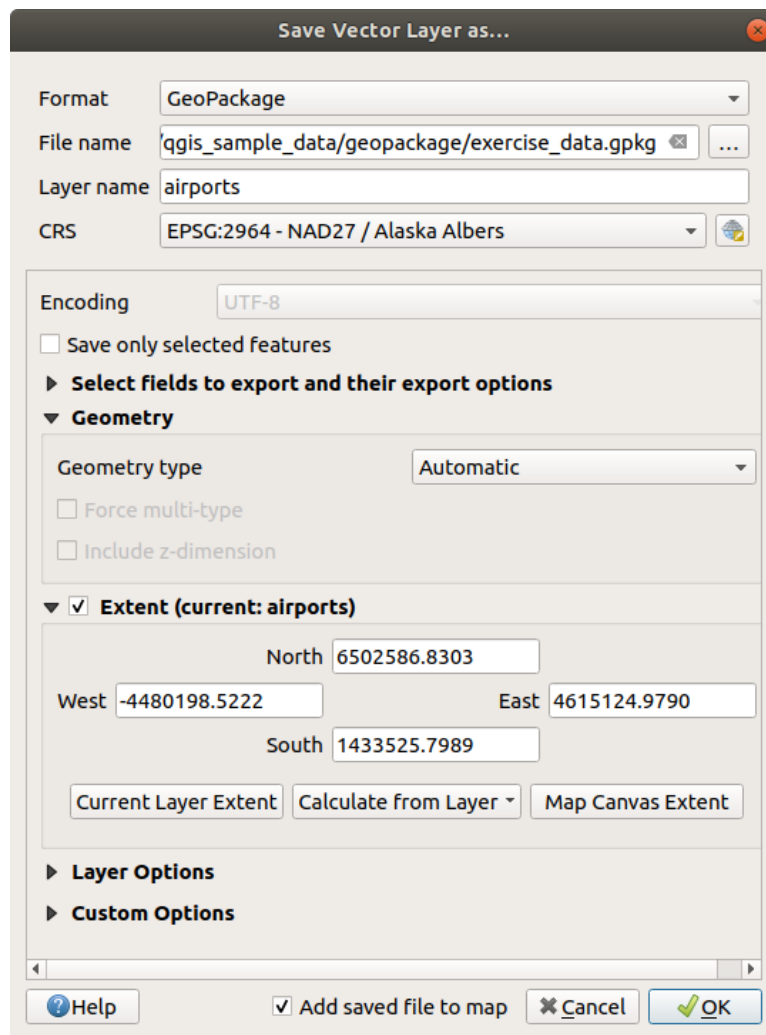 Save Vector Layer as...
Format GeoPackage
File name /qgis_sample_data/geopackage/exercise_data.gpkg ...
Layer name airports
CRS EPSG:2964 - NAD27 / Alaska Albers
Encoding UTF-8
Save only selected features
Select fields to export and their export options
Geometry
Geometry type Automatic
Force multi-type
Include z-dimension
Extent (current: airports)
North 6502586.8303
West -4480198.5222 East 4615124.9790
South 1433525.7989
Current Layer Extent Calculate from Layer Map Canvas Extent
Layer Options
Custom Options
Help Add saved file to map Cancel OK